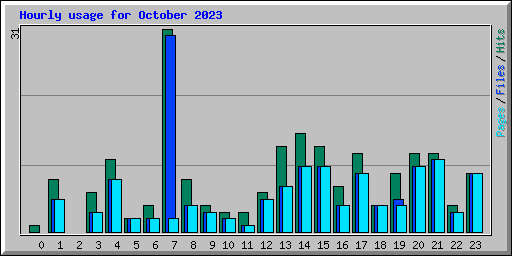 Hourly usage for October 2023
31
Pages/Files/Hits
0 1 2 3 4 5 6 7 8 9 10 11 12 13 14 15 16 17 18 19 20 21 22 23